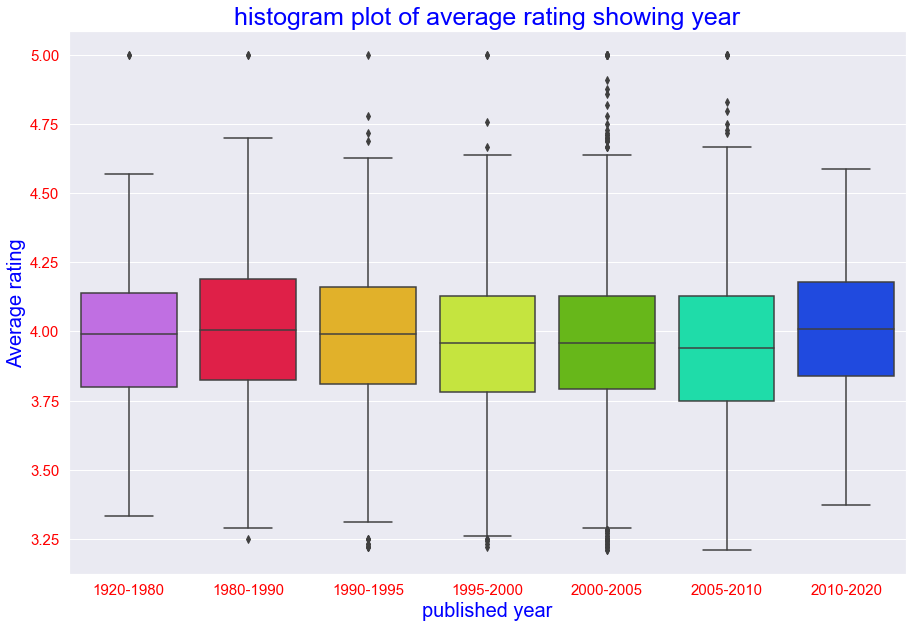 histogram plot of average rating showing year
5.00
4.75
4.50
4.25
4.00
3.75
3.50
3.25
Average rating
1920-1980 1980-1990 1990-1995 1995-2000 2000-2005 2005-2010 2010-2020
published year